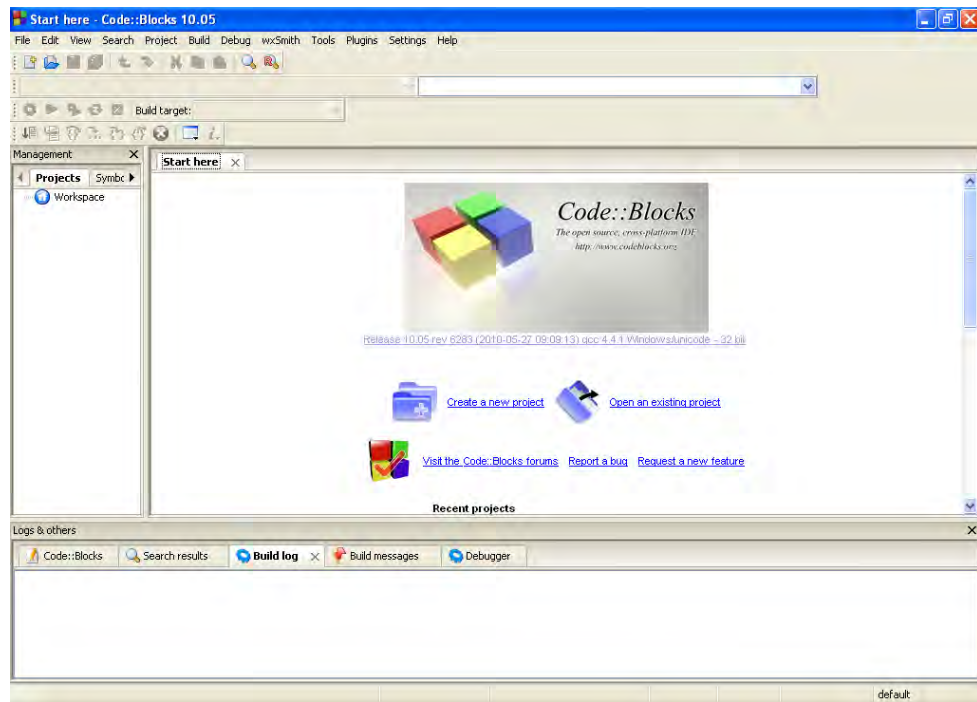 Start here - Code::Blocks 10.05
File Edit View Search Project Build Debug wxSmith Tools Plugins Settings Help
Build target:
Management
Projects Symbc
Workspace
Start here
Code::Blocks
The open source, cross-platform IDE
http://www.codeblocks.org
Release 10.05 rev 6283 (2010-05-27 09:09:13) gcc 4.4.1 Windows/unicode - 32 bit
Create a new project Open an existing project
Visit the Code::Blocks forums Report a bug Request a new feature
Recent projects
Logs & others
Code::Blocks Search results Build log Build messages Debugger
default